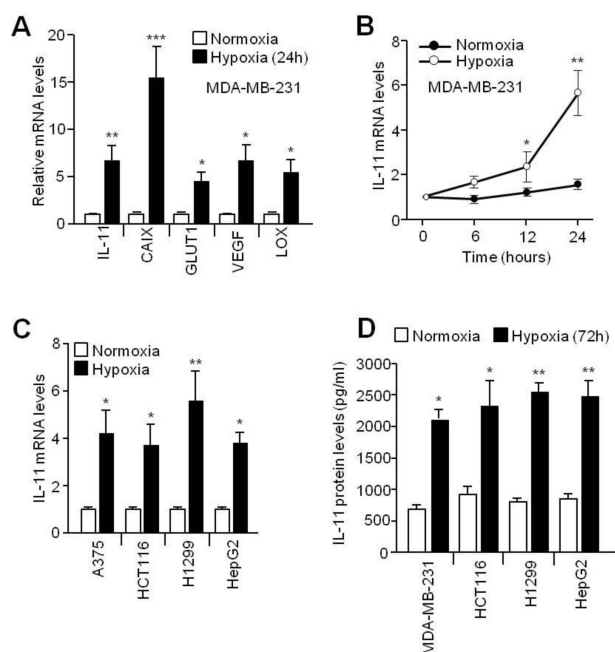 A
Relative mRNA levels
20
15
10
5
0
Normoxia
Hypoxia (24h)
MDA-MB-231
**
***
*
*
*
IL-11
CAIX
GLUT1
VEGF
LOX
B
IL-11 mRNA levels
8
6
4
2
0
Normoxia
Hypoxia
MDA-MB-231
*
**
0 6 12 24
Time (hours)
C
IL-11 mRNA levels
8
6
4
2
0
Normoxia
Hypoxia
*
*
**
*
A375
HCT116
H1299
HepG2
D
Normoxia Hypoxia (72h)
IL-11 protein levels (pg/ml)
3000
2500
2000
1500
1000
500
0
*
*
**
**
MDA-MB-231
HCT116
H1299
HepG2